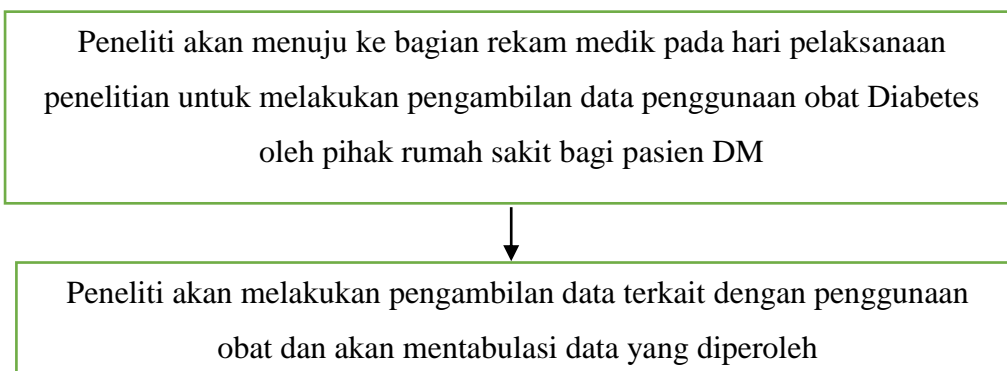 Peneliti akan menuju ke bagian rekam medik pada hari pelaksanaan
penelitian untuk melakukan pengambilan data penggunaan obat Diabetes
oleh pihak rumah sakit bagi pasien DM
Peneliti akan melakukan pengambilan data terkait dengan penggunaan
obat dan akan mentabulasi data yang diperoleh